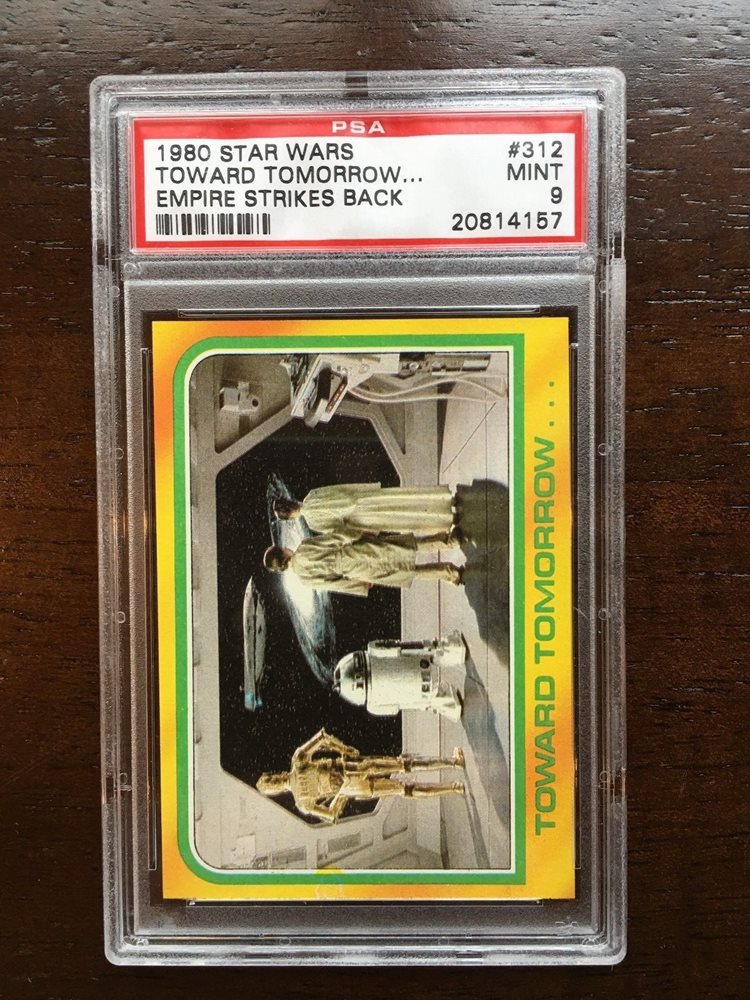 PSA
1980 STAR WARS #312
TOWARD TOMORROW... MINT
EMPIRE STRIKES BACK 9
20814157
TOWARD TOMORROW...